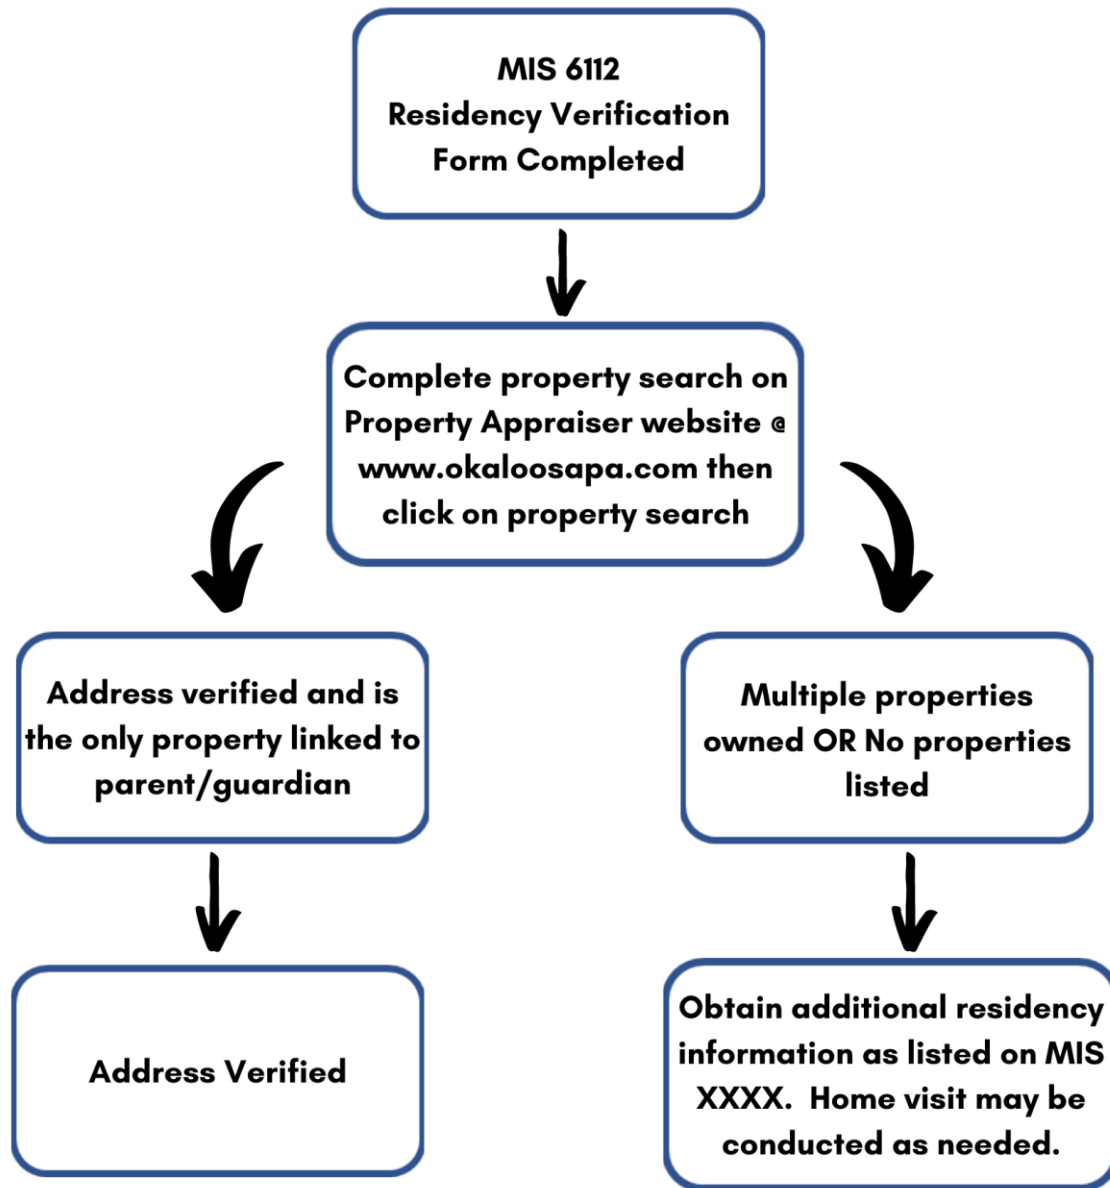 MIS 6112
Residency Verification
Form Completed
Complete property search on
Property Appraiser website @
www.okaloosapa.com then
click on property search
Address verified and is
the only property linked to
parent/guardian
Multiple properties
owned OR No properties
listed
Address Verified
Obtain additional residency
information as listed on MIS
XXXX.  Home visit may be
conducted as needed.